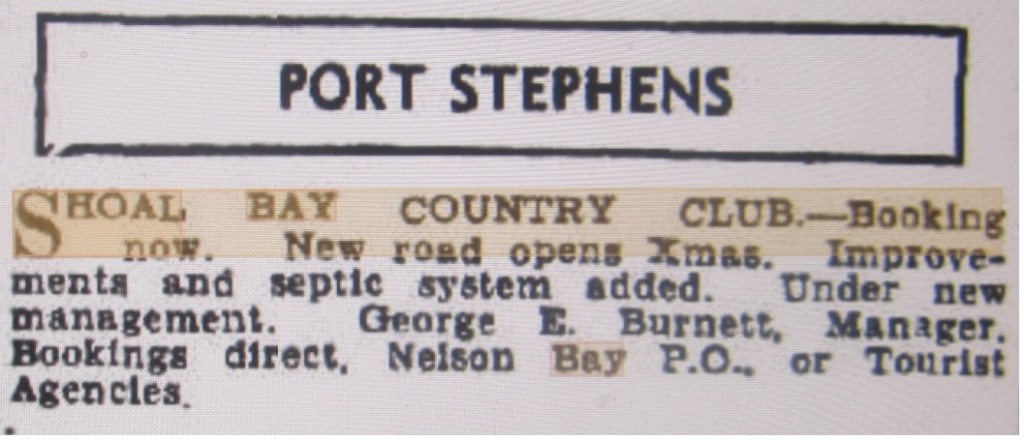 PORT STEPHENS
SHOAL BAY COUNTRY CLUB.—Booking
now. New road opens Xmas. Improve-
ments and septic system added. Under new
management. George E. Burnett, Manager.
Bookings direct, Nelson Bay P.O., or Tourist
Agencies.